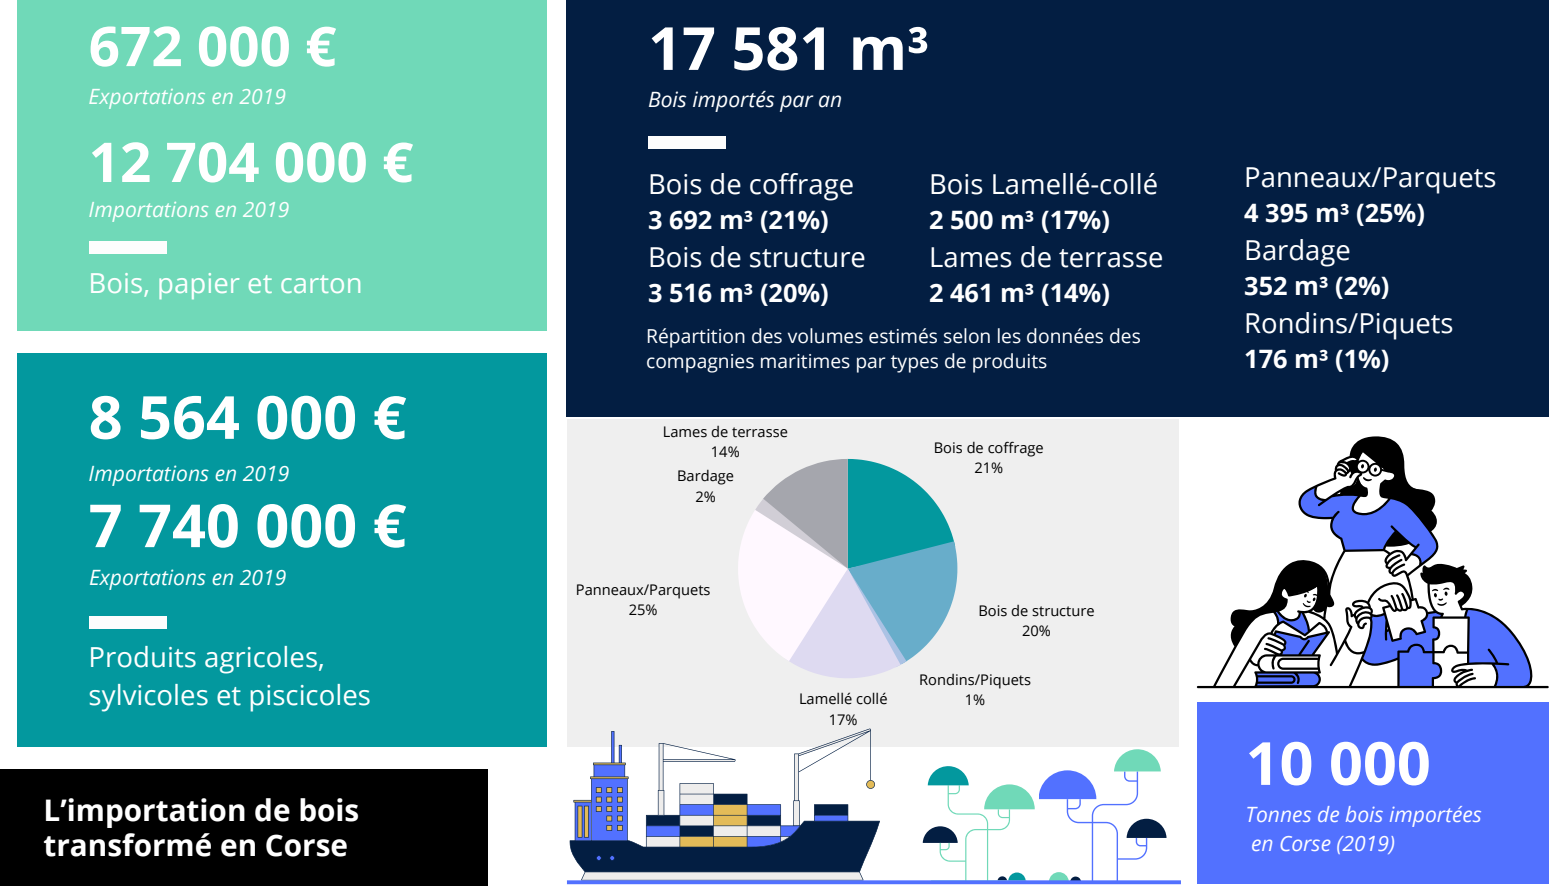 672 000 €
Exportations en 2019
12 704 000 €
Importations en 2019
Bois, papier et carton
8 564 000 €
Importations en 2019
7 740 000 €
Exportations en 2019
Produits agricoles,
sylvicoles et piscicoles
L’importation de bois
transformé en Corse
17 581 m³
Bois importés par an
Bois de coffrage
3 692 m³ (21%)
Bois de structure
3 516 m³ (20%)
Bois Lamellé-collé
2 500 m³ (17%)
Lames de terrasse
2 461 m³ (14%)
Panneaux/Parquets
4 395 m³ (25%)
Bardage
352 m³ (2%)
Rondins/Piquets
176 m³ (1%)
Répartition des volumes estimés selon les données des
compagnies maritimes par types de produits
Lames de terrasse
14%
Bardage
2%
Panneaux/Parquets
25%
Bois de coffrage
21%
Bois de structure
20%
Rondins/Piquets
1%
Lamellé collé
17%
10 000
Tonnes de bois importées
en Corse (2019)